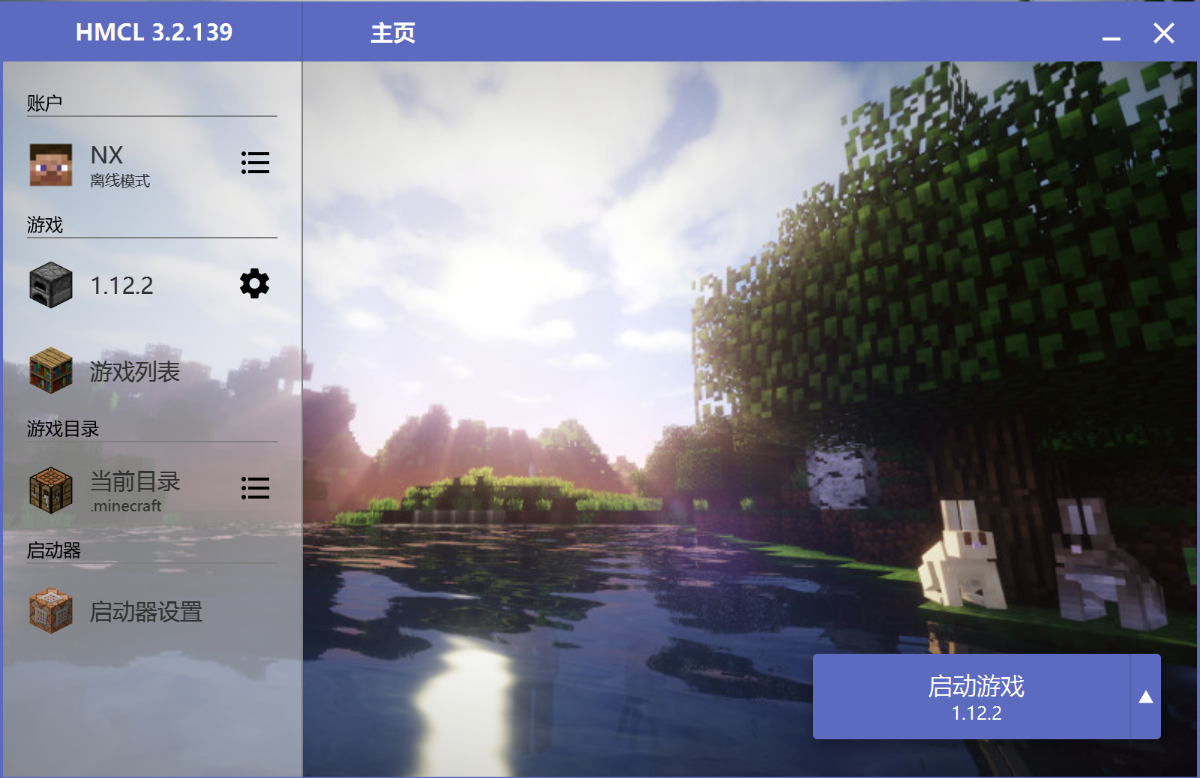 HMCL 3.2.139
主页
账户
NX
离线模式
游戏
1.12.2
游戏列表
游戏目录
当前目录
.minecraft
启动器
启动器设置
启动游戏
1.12.2